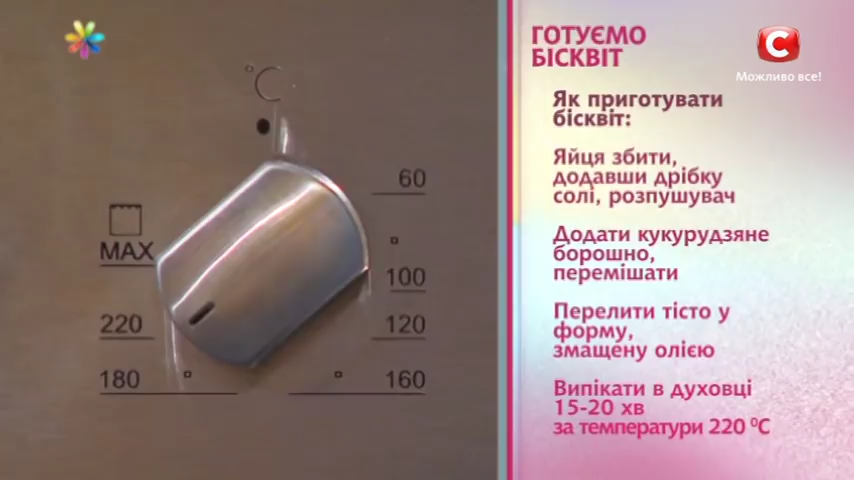 °C
60
100
120
160
MAX
220
180
ГОТУЄМО
БІСКВІТ
Як приготувати
бісквіт:
Яйця збити,
додавши дрібку
солі, розпушувач
Додати кукурудзяне
борошно,
перемішати
Перелити тісто у
форму,
змащену олією
Випікати в духовці
15-20 хв
за температури 220 ⁰С
С
Можливо все!